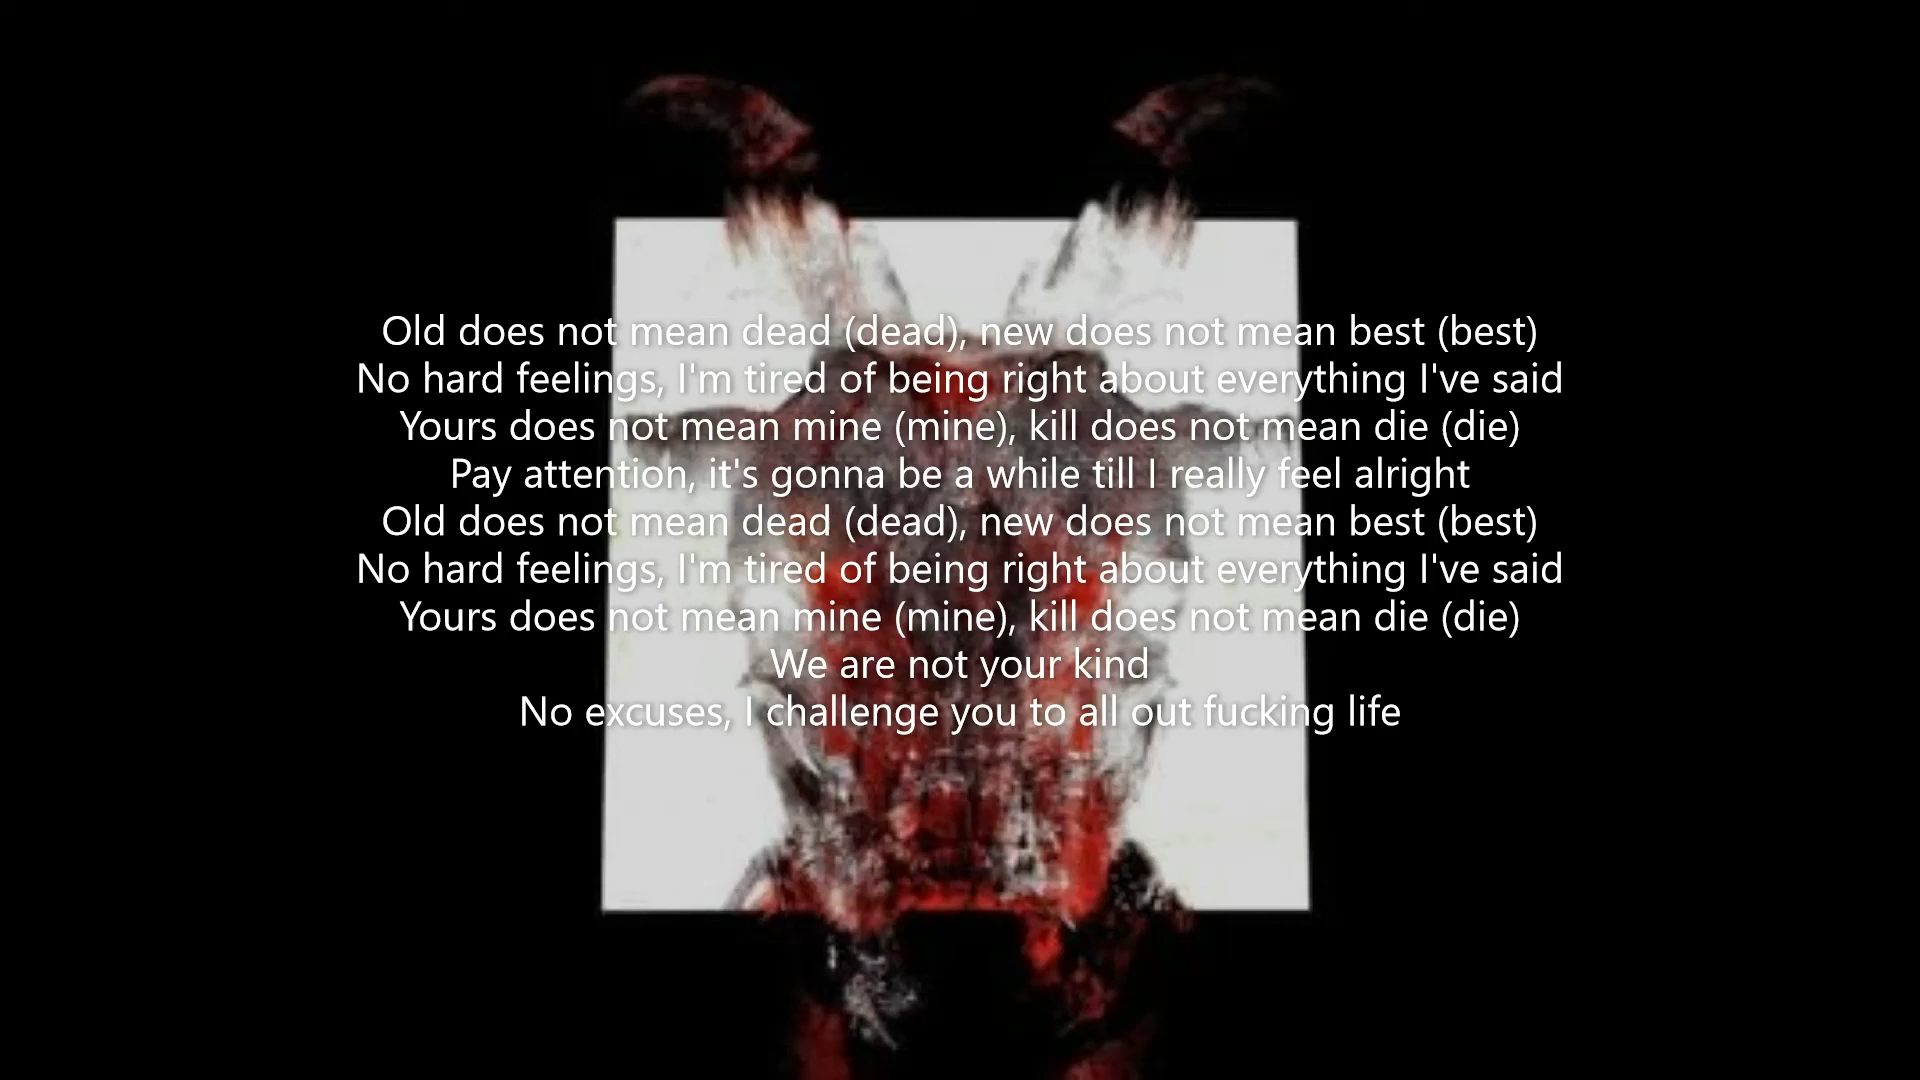 Old does not mean dead (dead), new does not mean best (best)
No hard feelings, I'm tired of being right about everything I've said
Yours does not mean mine (mine), kill does not mean die (die)
Pay attention, it's gonna be a while till I really feel alright
Old does not mean dead (dead), new does not mean best (best)
No hard feelings, I'm tired of being right about everything I've said
Yours does not mean mine (mine), kill does not mean die (die)
We are not your kind
No excuses, I challenge you to all out fucking life